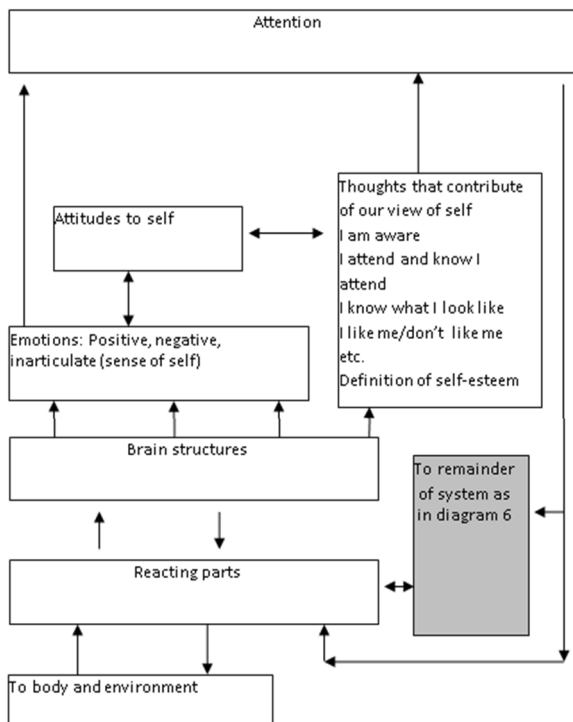 Attention
Thoughts that contribute
of our view of self
I am aware
I attend and know I
attend
I know what I look like
I like me/don't like me
etc.
Definition of self-esteem
Attitudes to self
Emotions: Positive, negative,
inarticulate (sense of self)
Brain structures
To remainder
of system as
in diagram 6
Reacting parts
To body and environment